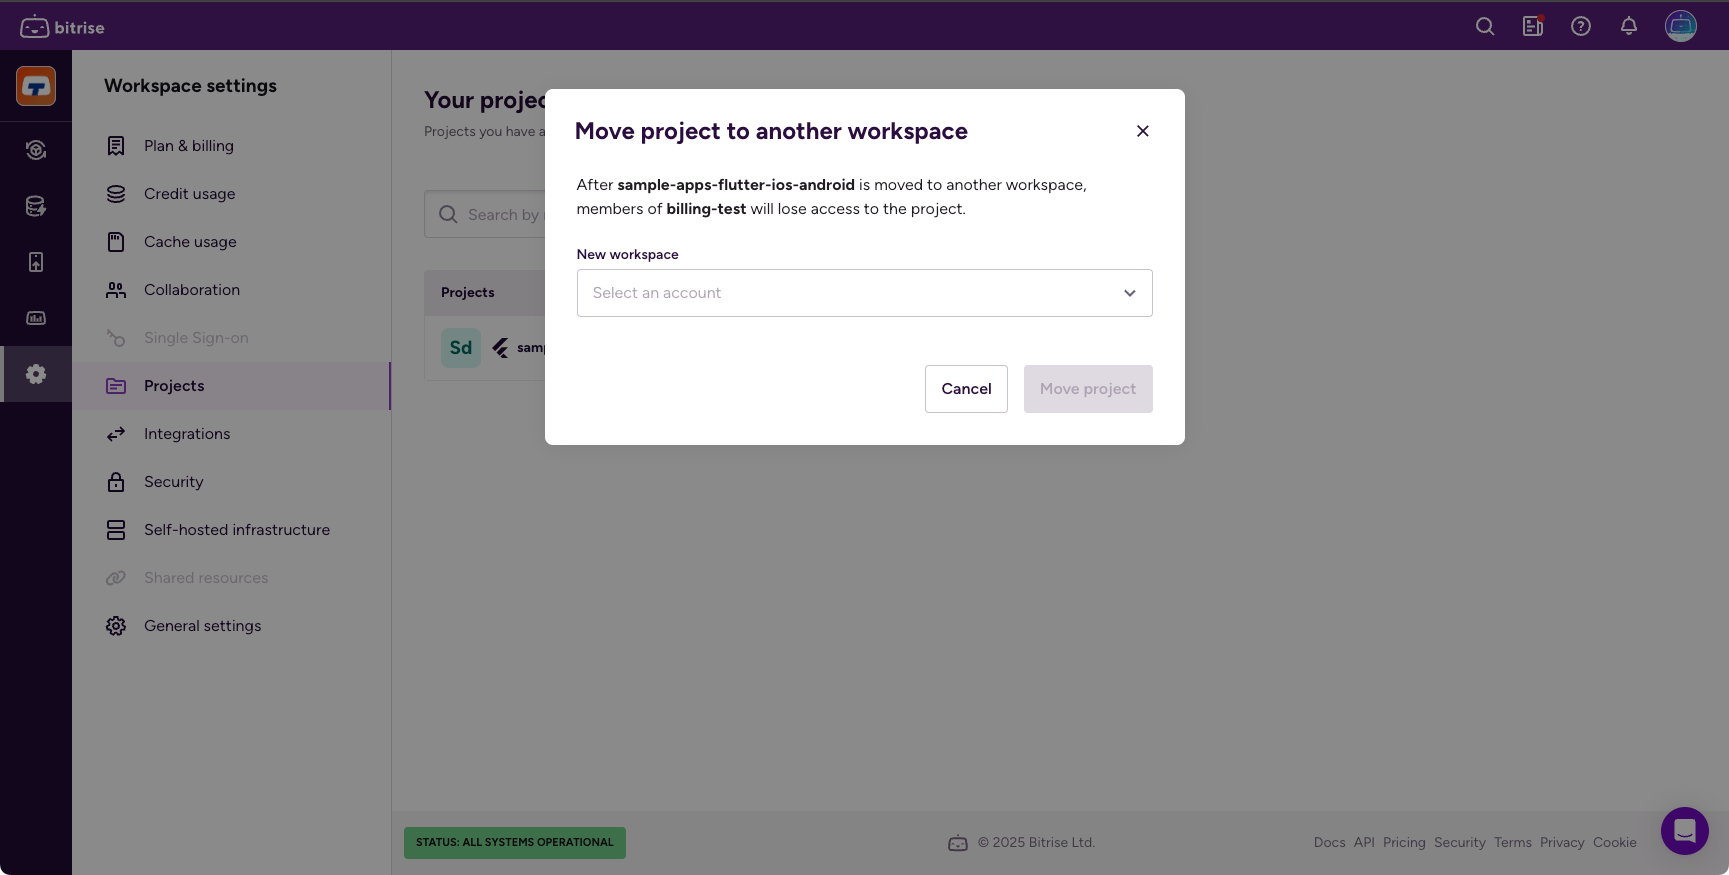 bitrise
Workspace settings
Plan & billing
Credit usage
Cache usage
Collaboration
Single Sign-on
Projects
Integrations
Security
Self-hosted infrastructure
Shared resources
General settings
Your projec
Projects you have a
Search by
Projects
Sd
samp
Move project to another workspace
After sample-apps-flutter-ios-android is moved to another workspace,
members of billing-test will lose access to the project.
New workspace
Select an account
Cancel
Move project
STATUS: ALL SYSTEMS OPERATIONAL
© 2025 Bitrise Ltd.
Docs API Pricing Security Terms Privacy Cookie